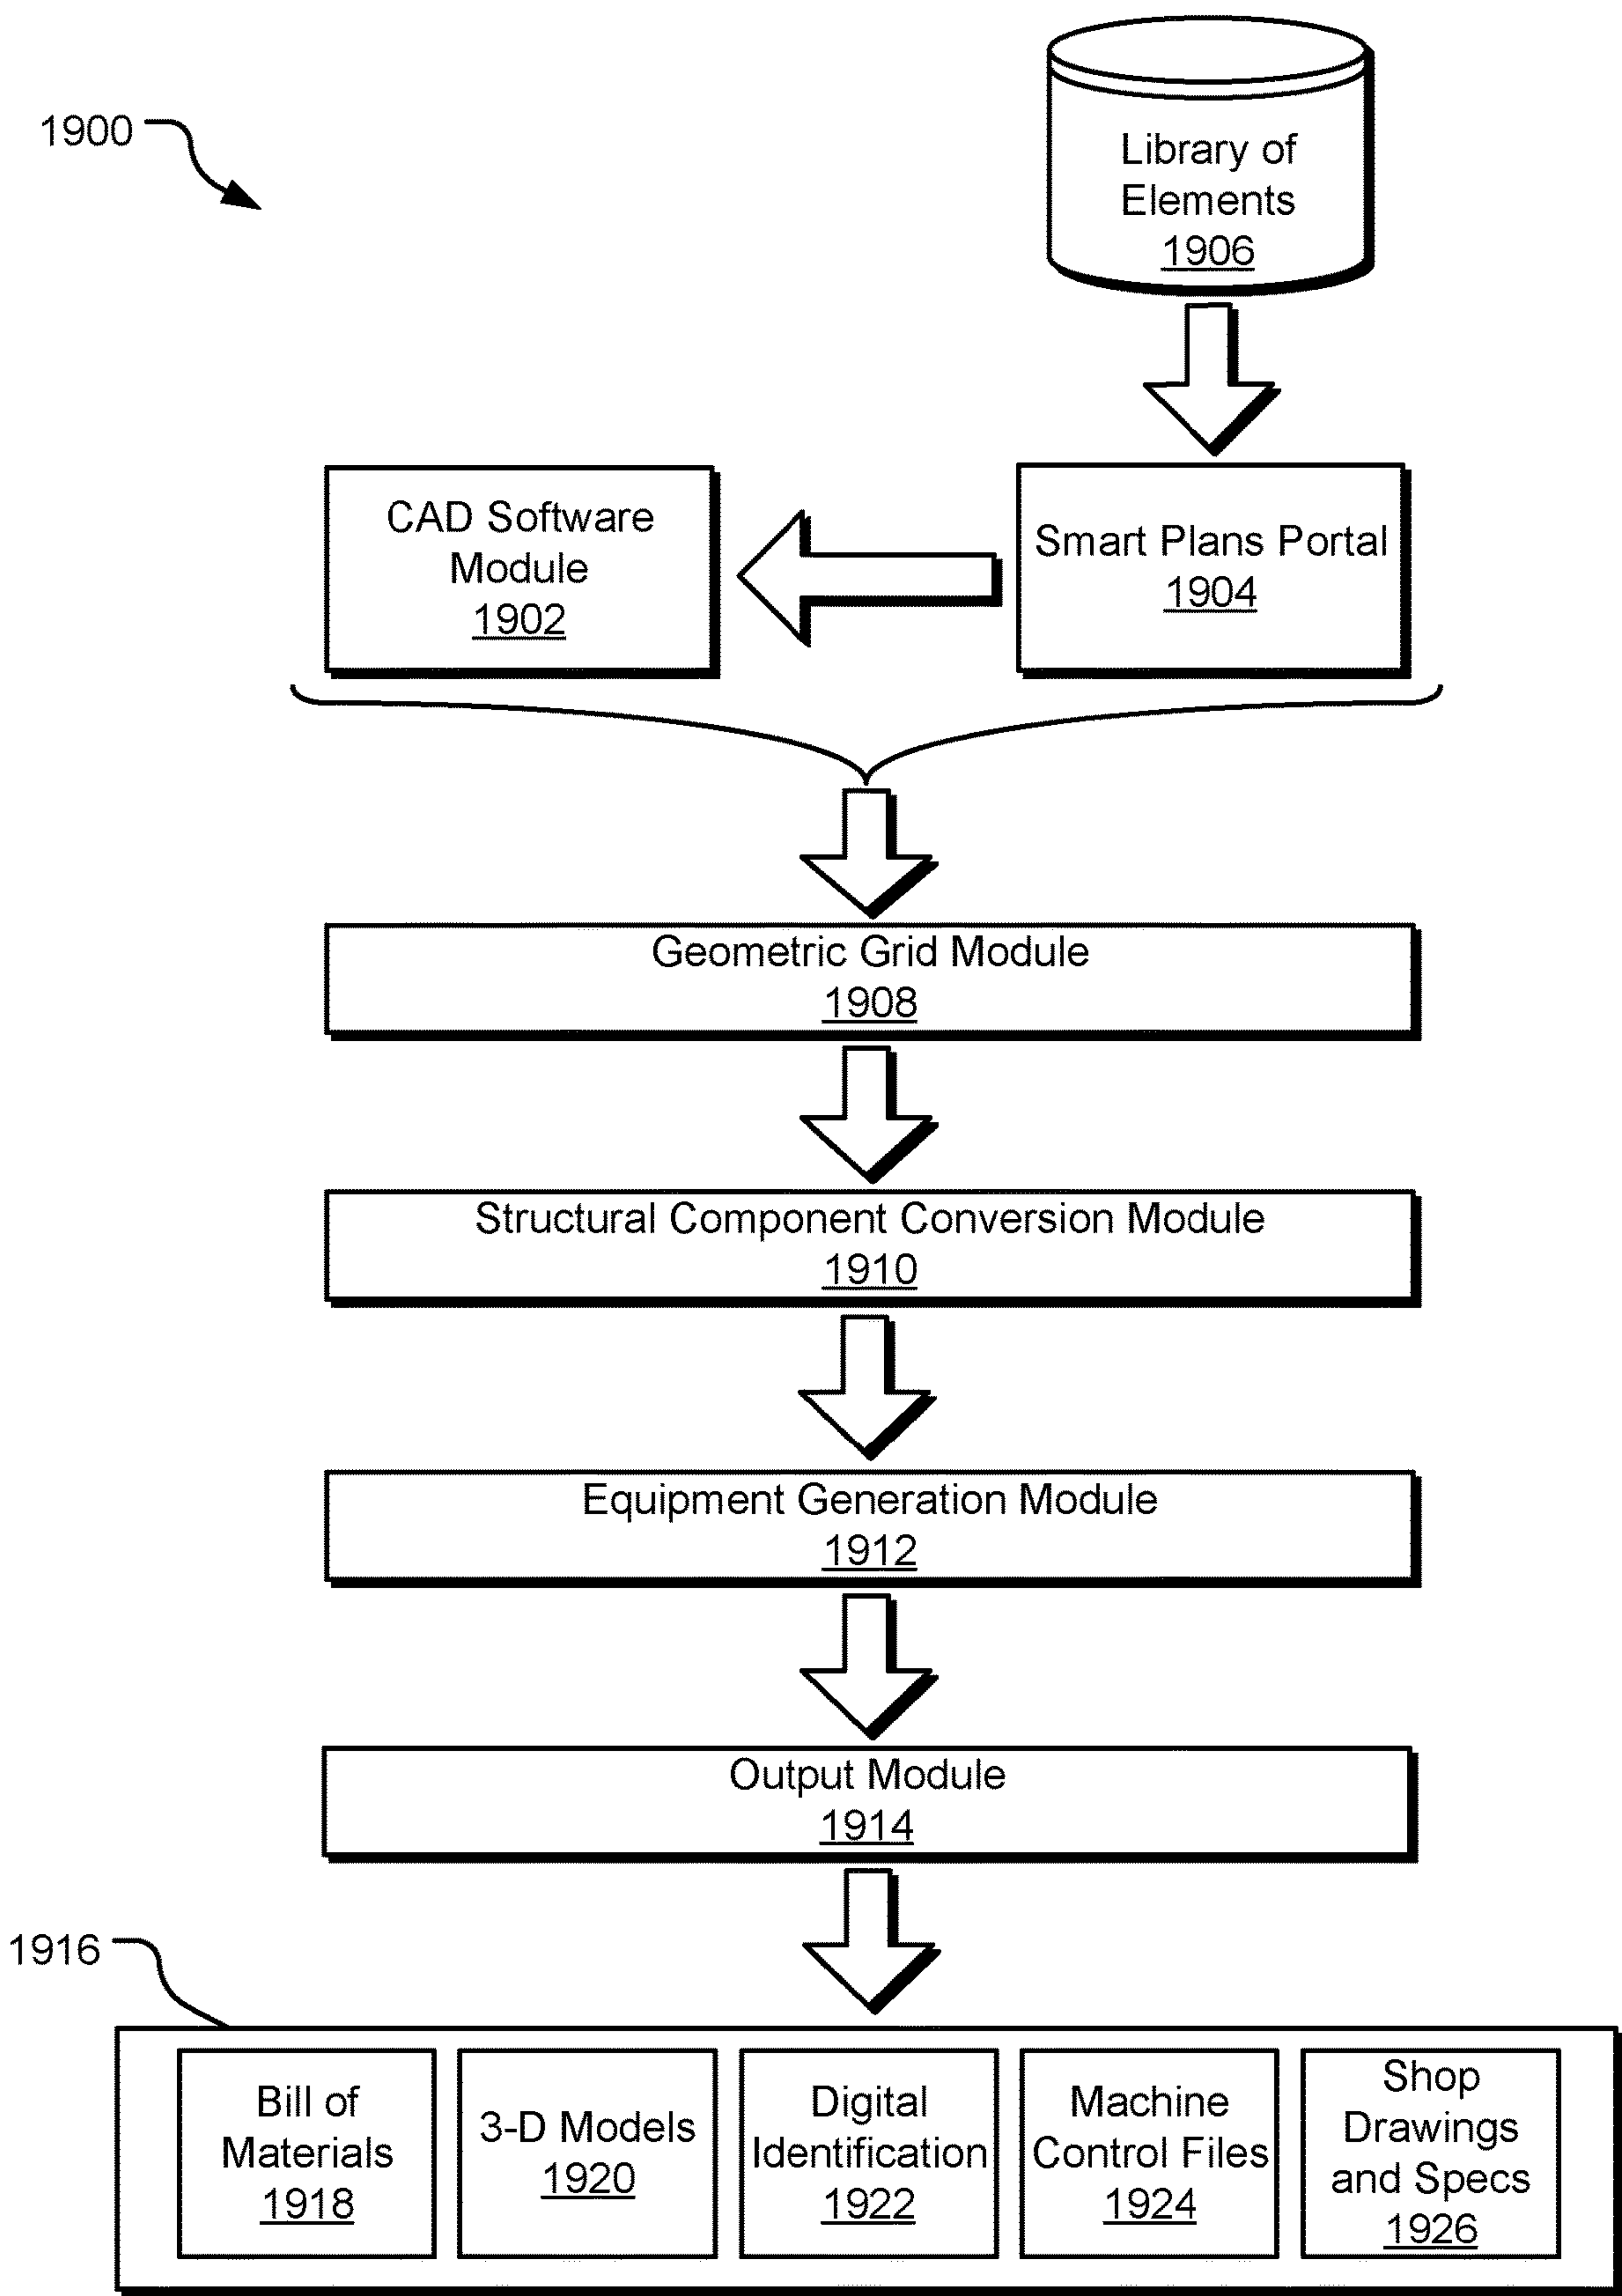 1900
Library of
Elements
1906
CAD Software
Module
1902
Smart Plans Portal
1904
Geometric Grid Module
1908
Structural Component Conversion Module
1910
Equipment Generation Module
1912
Output Module
1914
1916
Bill of
Materials
1918
3-D Models
1920
Digital
Identification
1922
Machine
Control Files
1924
Shop
Drawings
and Specs
1926